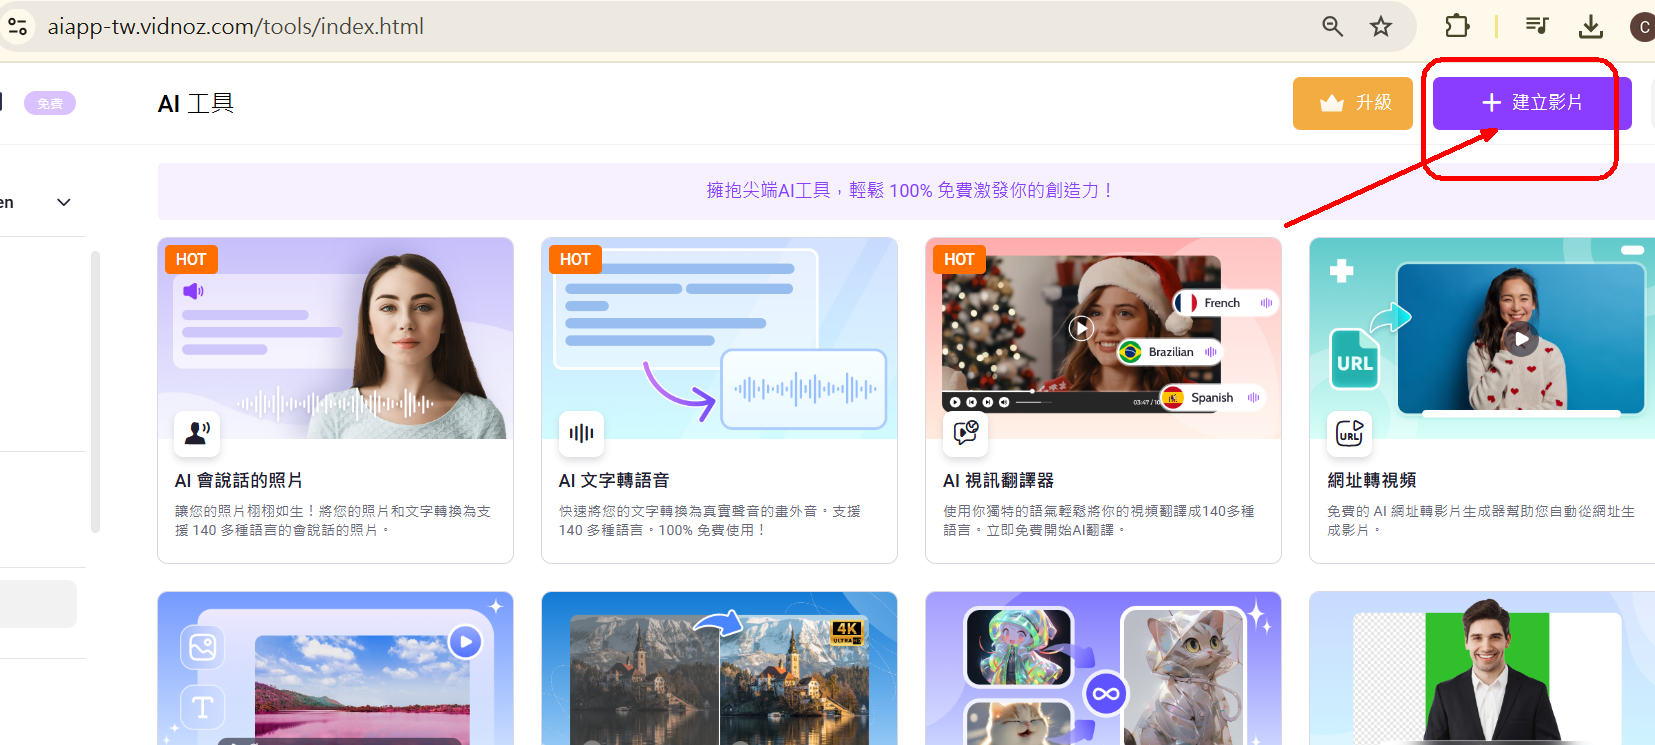 aiapp-tw.vidnoz.com/tools/index.html
C
免費
AI 工具
升級
建立影片
en
擁抱尖端AI工具，輕鬆 100% 免費激發你的創造力！
HOT
HOT
HOT
French
Brazilian
Spanish
URL
URL
AI 會說話的照片
讓您的照片栩栩如生！將您的照片和文字轉換為支
援 140 多種語言的會說話的照片。
AI 文字轉語音
快速將您的文字轉換為真實聲音的畫外音。支援
140 多種語言。100% 免費使用！
AI 視訊翻譯器
使用你獨特的語氣輕鬆將你的視頻翻譯成140多種
語言。立即免費開始AI翻譯。
網址轉視頻
免費的 AI 網址轉影片生成器幫助您自動從網址生
成影片。
T
4K
ULTRA HD